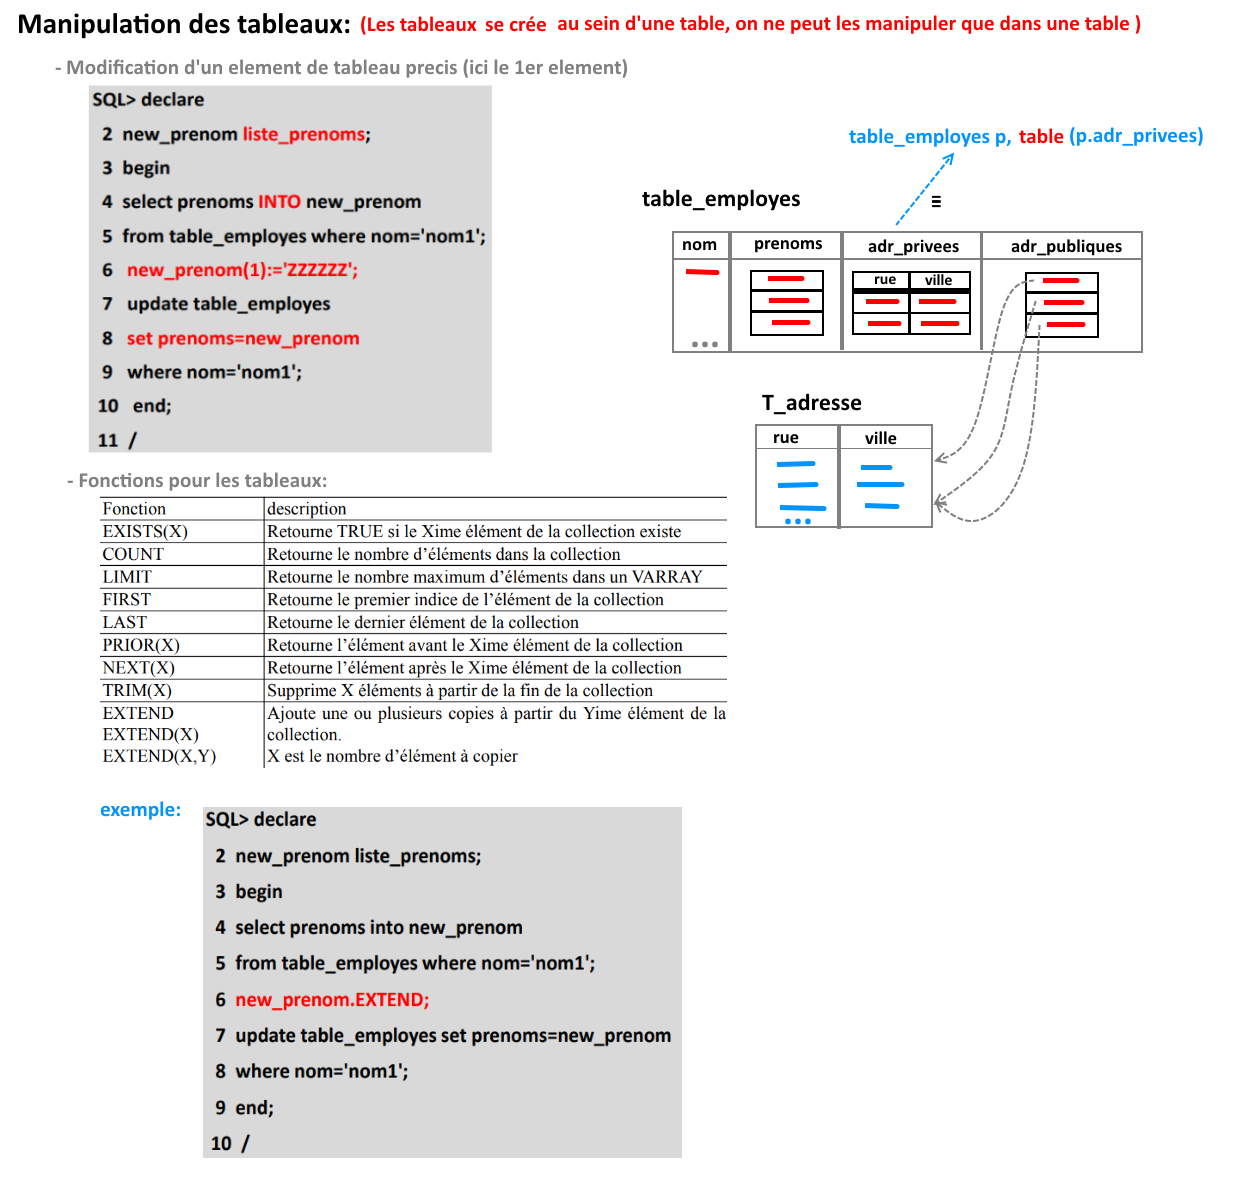 Manipulation des tableaux: (Les tableaux se crée au sein d'une table, on ne peut les manipuler que dans une table )
- Modification d'un element de tableau precis (ici le 1er element)
SQL> declare
2 new_prenom liste_prenoms;
3 begin
4 select prenoms INTO new_prenom
5 from table_employes where nom='nom1';
6 new_prenom(1):='ZZZZZZ';
7 update table_employes
8 set prenoms=new_prenom
9 where nom='nom1';
10 end;
11 /
table_employes p, table (p.adr_privees)
≡
table_employes
nom prenoms adr_privees adr_publiques
rue ville
...
T_adresse
rue ville
...
- Fonctions pour les tableaux:
Fonction description
EXISTS(X) Retourne TRUE si le Xime élément de la collection existe
COUNT Retourne le nombre d'éléments dans la collection
LIMIT Retourne le nombre maximum d'éléments dans un VARRAY
FIRST Retourne le premier indice de l'élément de la collection
LAST Retourne le dernier élément de la collection
PRIOR(X) Retourne l'élément avant le Xime élément de la collection
NEXT(X) Retourne l'élément après le Xime élément de la collection
TRIM(X) Supprime X éléments à partir de la fin de la collection
EXTEND Ajoute une ou plusieurs copies à partir du Yime élément de la
EXTEND(X) collection.
EXTEND(X,Y) X est le nombre d'élément à copier
exemple:
SQL> declare
2 new_prenom liste_prenoms;
3 begin
4 select prenoms into new_prenom
5 from table_employes where nom='nom1';
6 new_prenom.EXTEND;
7 update table_employes set prenoms=new_prenom
8 where nom='nom1';
9 end;
10 /